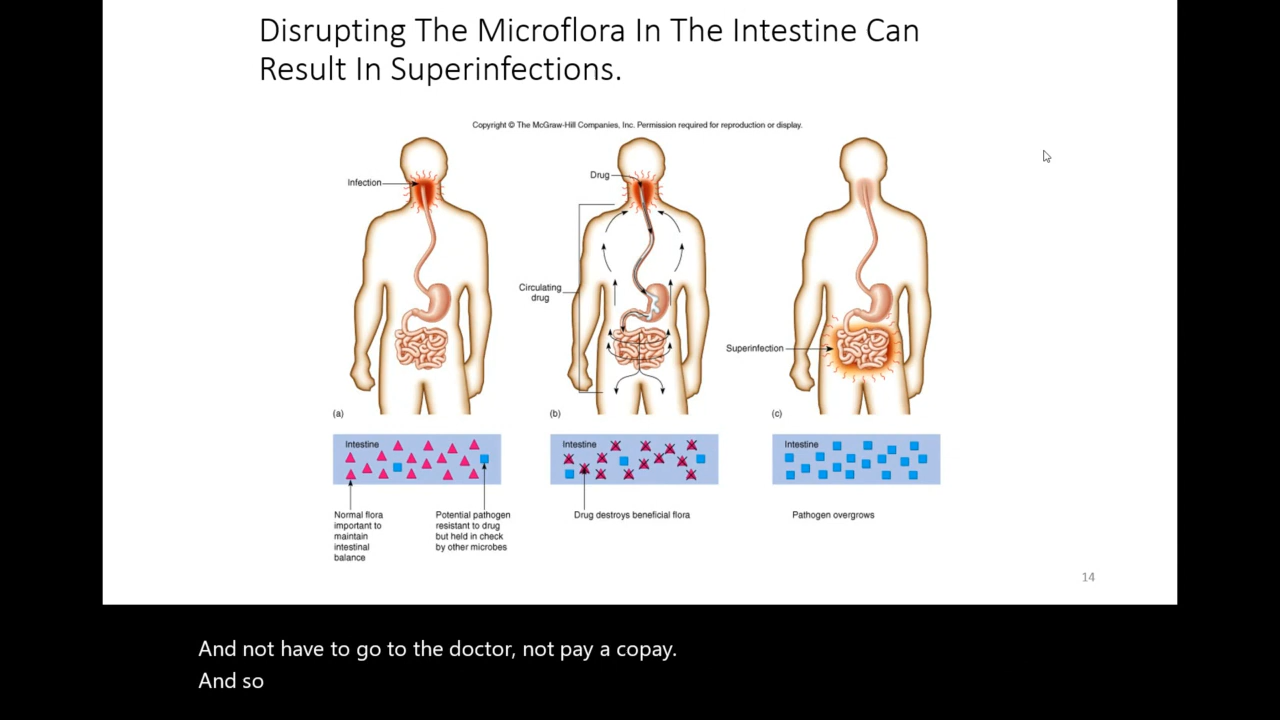 Disrupting The Microflora In The Intestine Can
Result In Superinfections.
Copyright © The McGraw-Hill Companies, Inc. Permission required for reproduction or display.
Infection
Drug
Circulating
drug
Superinfection
(a)
(b)
(c)
Intestine
Intestine
Intestine
Normal flora
important to
maintain
intestinal
balance
Potential pathogen
resistant to drug
but held in check
by other microbes
Drug destroys beneficial flora
Pathogen overgrows
14
And not have to go to the doctor, not pay a copay.
And so